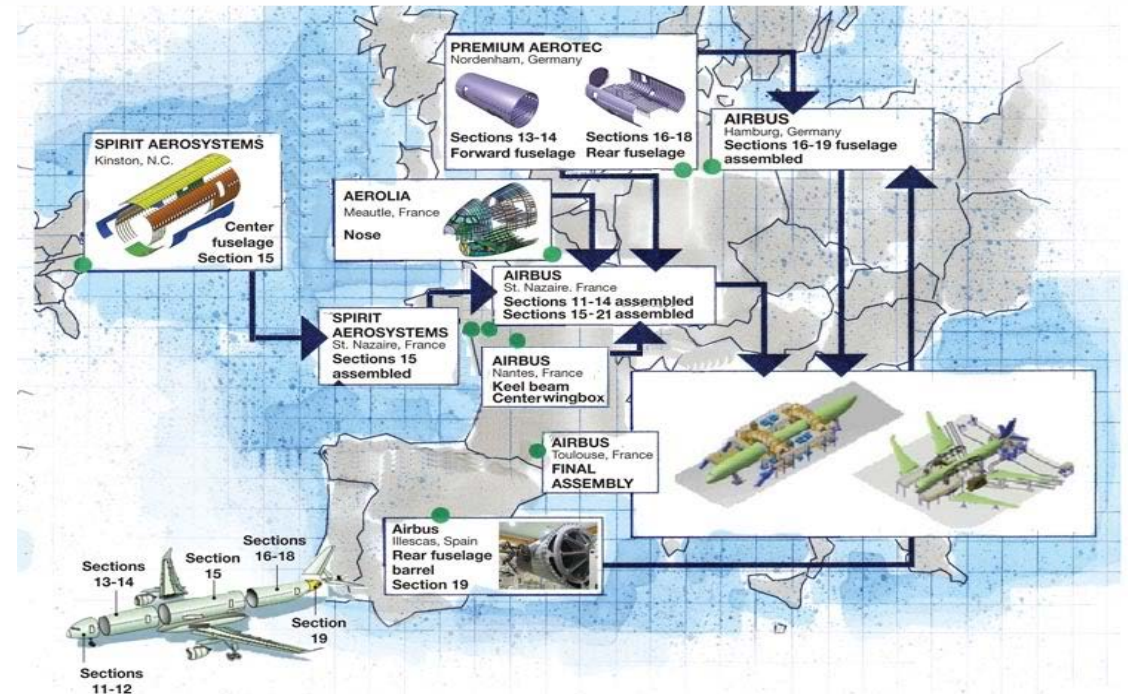 PREMIUM AEROTEC
Nordenham, Germany
Sections 13-14
Forward fuselage
Sections 16-18
Rear fuselage
AIRBUS
Hamburg, Germany
Sections 16-19 fuselage
assembled
SPIRIT AEROSYSTEMS
Kinston, N.C.
Center
fuselage
Section 15
AEROLIA
Meautle, France
Nose
AIRBUS
St. Nazaire. France
Sections 11-14 assembled
Sections 15-21 assembled
SPIRIT
AEROSYSTEMS
St. Nazaire, France
Sections 15
assembled
AIRBUS
Nantes, France
Keel beam
Centerwingbox
AIRBUS
Toulouse, France
FINAL
ASSEMBLY
Airbus
Illescas, Spain
Rear fuselage
barrel
Section 19
Sections
13-14
Section
15
Sections
16-18
Section
19
Sections
11-12